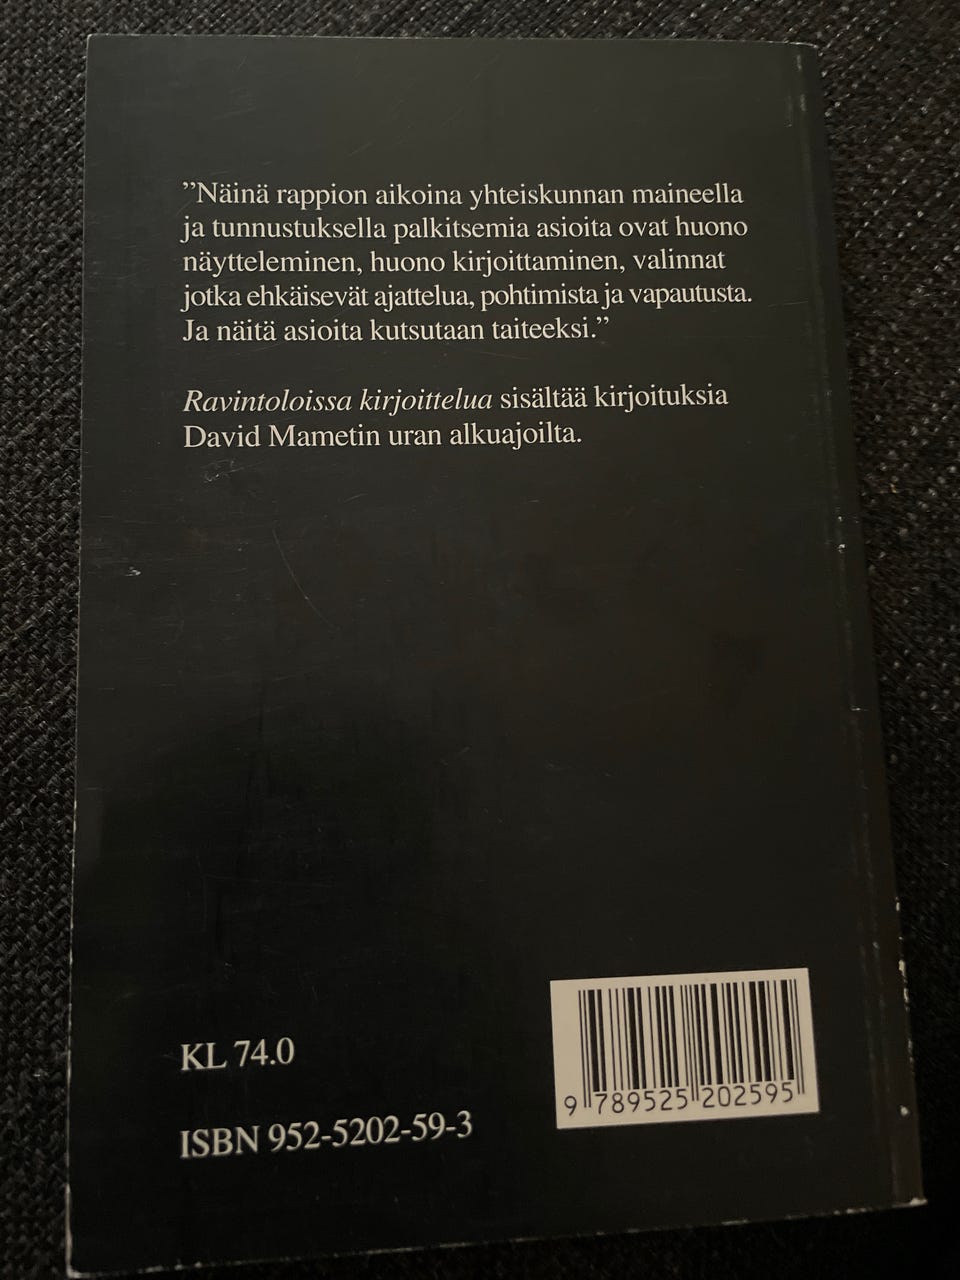 ”Näinä rappion aikoina yhteiskunnan maineella
ja tunnustuksella palkitsemia asioita ovat huono
näytteleminen, huono kirjoittaminen, valinnat
jotka ehkäisevät ajattelua, pohtimista ja vapautusta.
Ja näitä asioita kutsutaan taiteeksi.”
Ravintoloissa kirjoittelua sisältää kirjoituksia
David Mametin uran alkuajoilta.
KL 74.0
ISBN 952-5202-59-3
9 789525 202595